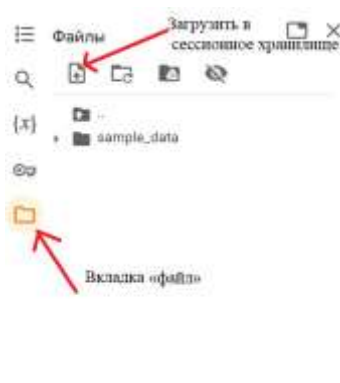 Файлы
Загрузить в
сессионное хранилище
{x}
..
sample_data
Вкладка «файл»